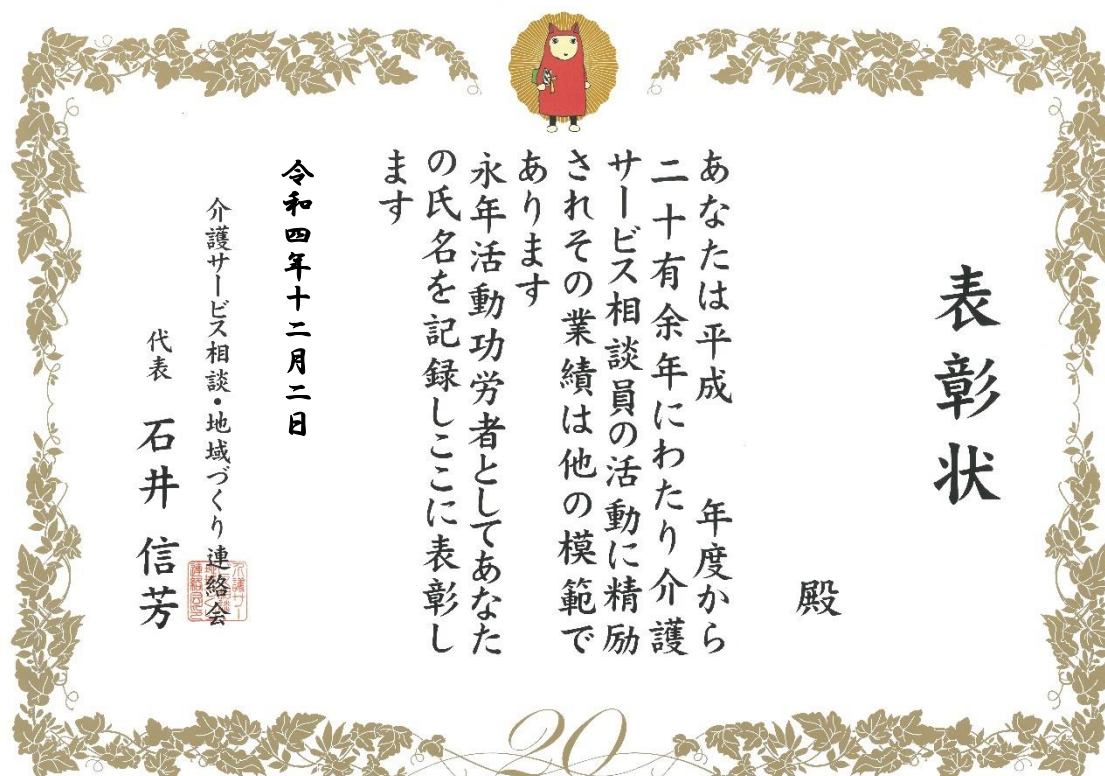 表彰状
殿
あなたは平成　　年度から
二十有余年にわたり介護
サービス相談員の活動に精励
されその業績は他の模範で
あります
永年活動功労者としてあなた
の氏名を記録しここに表彰し
ます
令和四年十二月二日
介護サービス相談・地域づくり連絡会
代表　石井　信芳
20